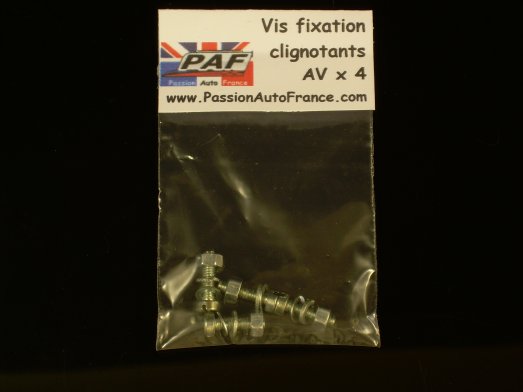 Vis fixation
clignotants
AV x 4
PAF
Passion Auto France
www.PassionAutoFrance.com